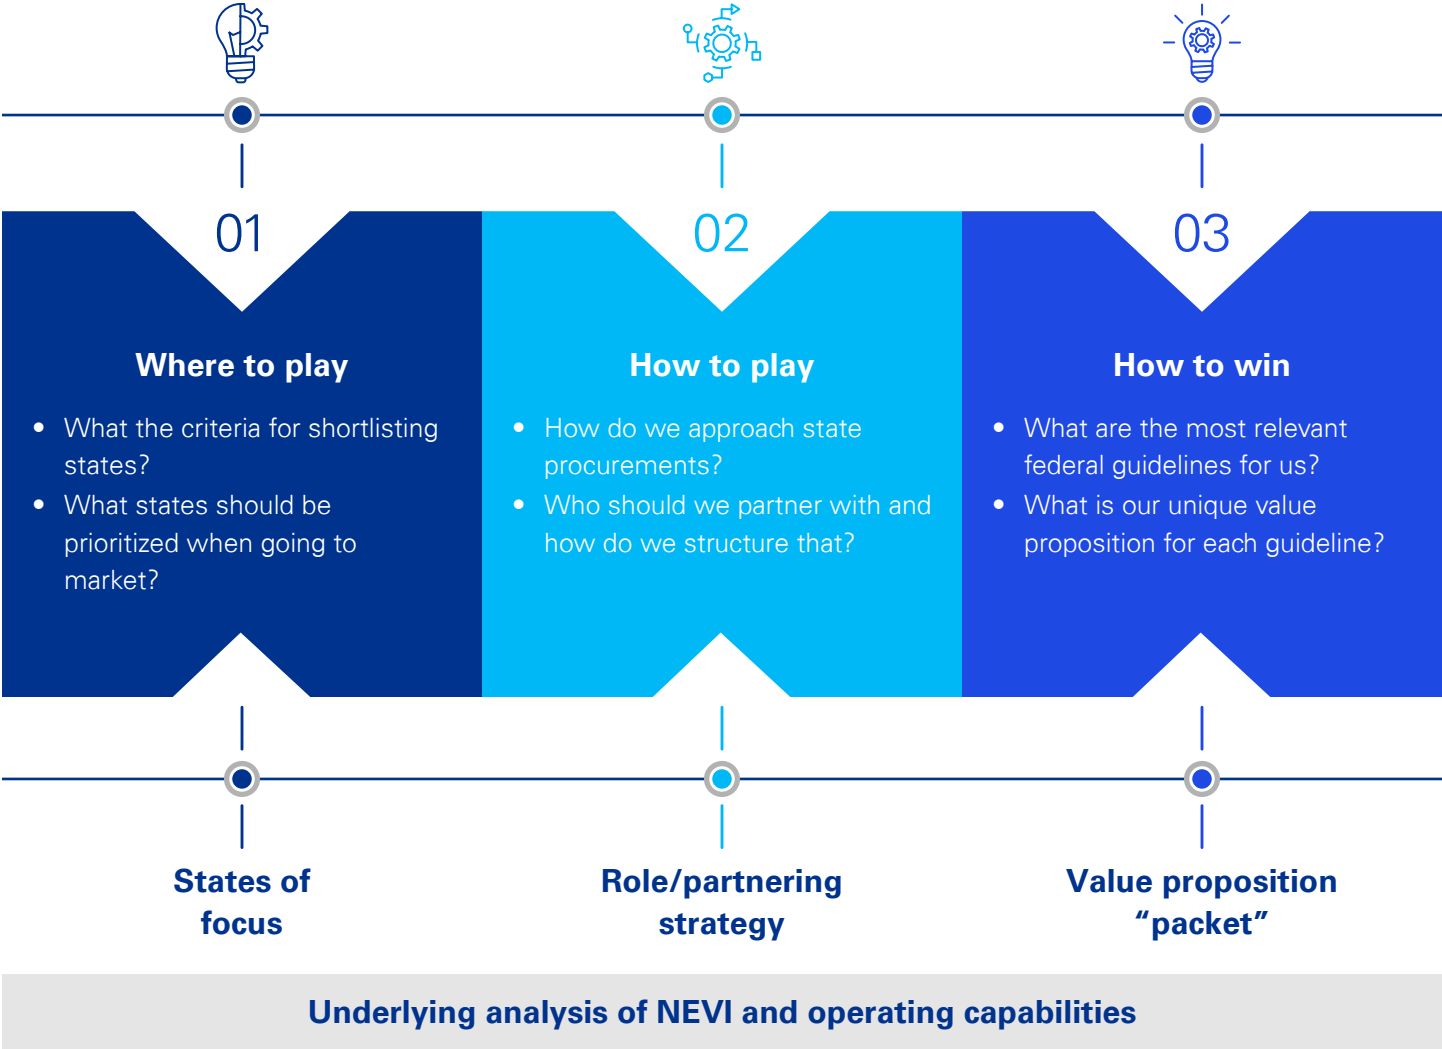 01
Where to play
• What the criteria for shortlisting
states?
• What states should be
prioritized when going to
market?
States of
focus
02
How to play
• How do we approach state
procurements?
• Who should we partner with and
how do we structure that?
Role/partnering
strategy
03
How to win
• What are the most relevant
federal guidelines for us?
• What is our unique value
proposition for each guideline?
Value proposition
“packet”
Underlying analysis of NEVI and operating capabilities